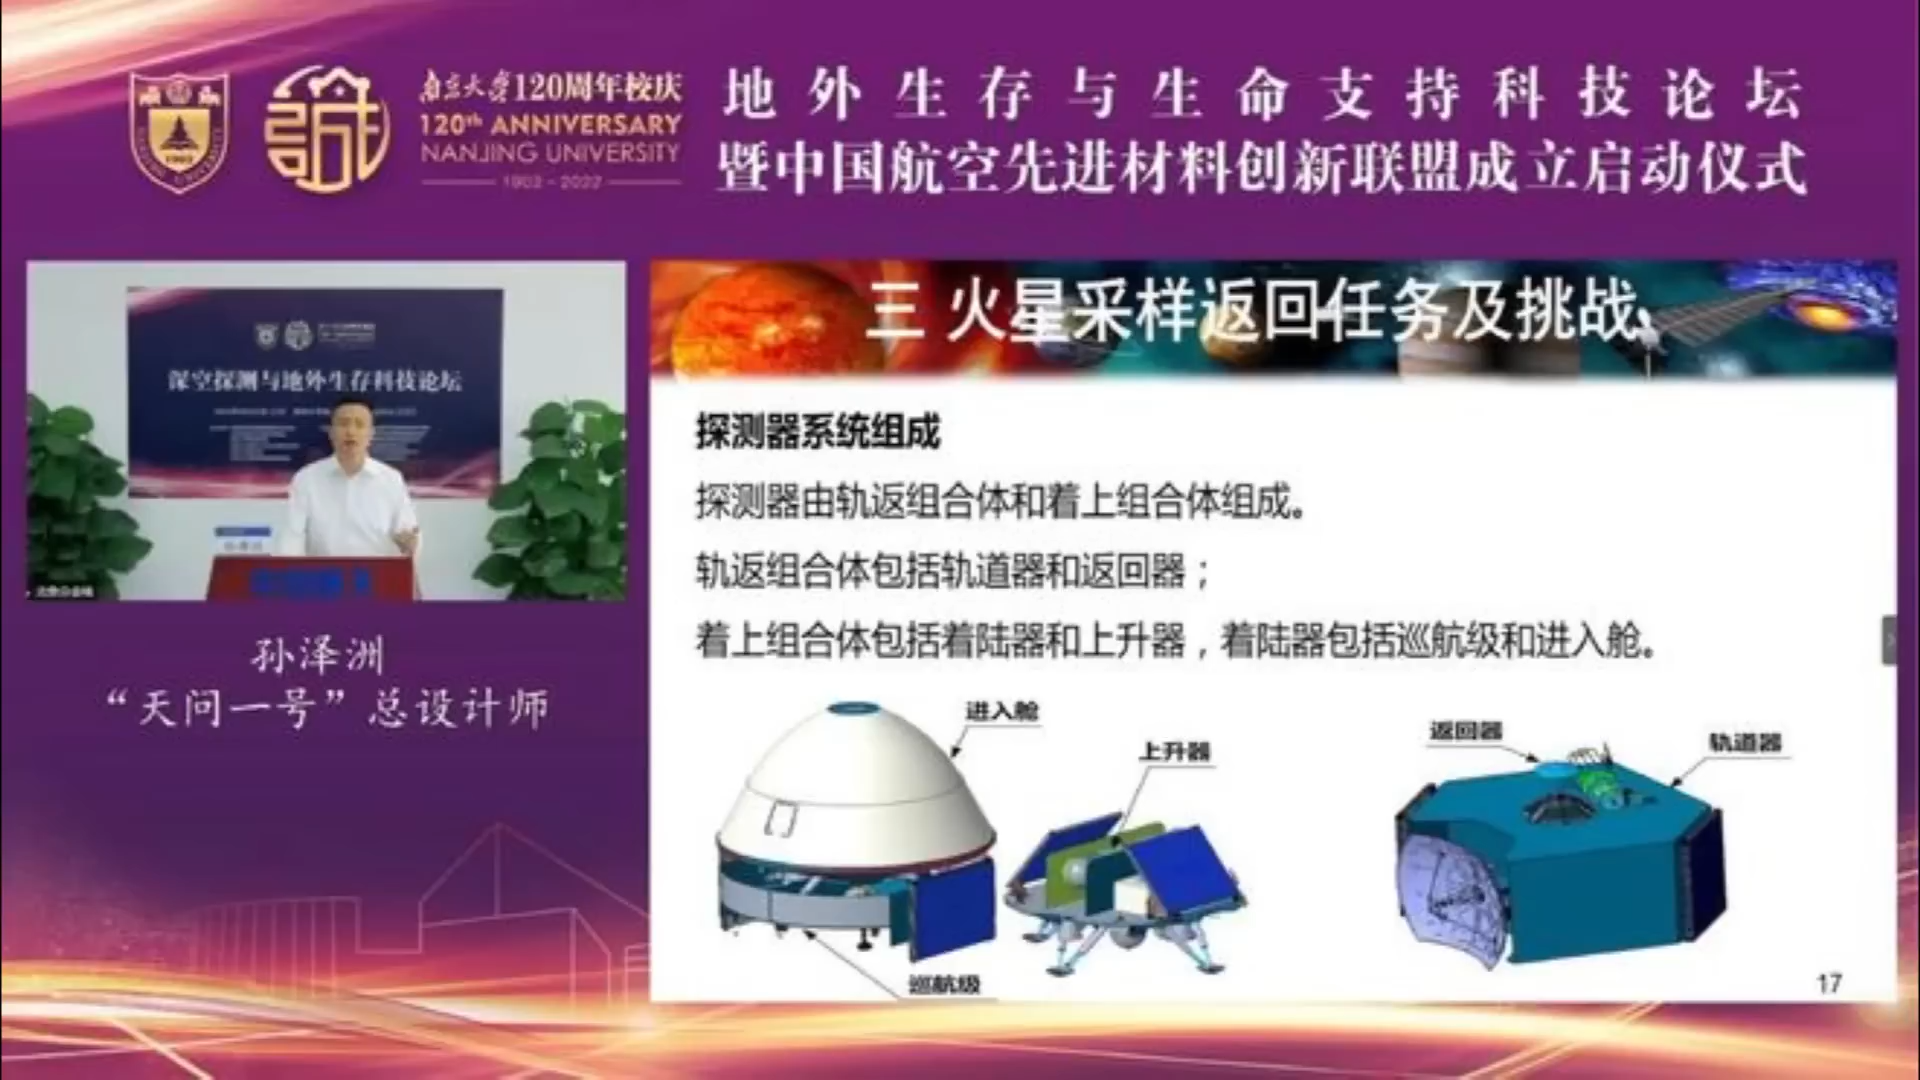 南京大学120周年校庆
120th ANNIVERSARY
NANJING UNIVERSITY
1902 - 2022
地外生存与生命支持科技论坛
暨中国航空先进材料创新联盟成立启动仪式
深空探测与地外生存科技论坛
孙泽洲
“天问一号”总设计师
三 火星采样返回任务及挑战
探测器系统组成
探测器由轨返组合体和着上组合体组成。
轨返组合体包括轨道器和返回器；
着上组合体包括着陆器和上升器，着陆器包括巡航级和进入舱。
进入舱
上升器
返回器
轨道器
巡航级
17